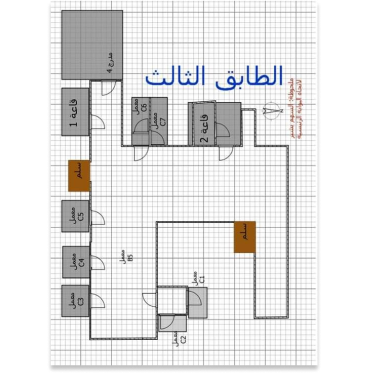 الطابق الثالث
ملحوظة: السهم يشير
لاتجاه البوابة الرئيسية
مدرج 4
قاعة 1
معمل
C6
معمل
C7
قاعة 2
سلم
معمل
C5
سلم
معمل
C4
معمل
B5
معمل
C3
معمل
C1
معمل
C2